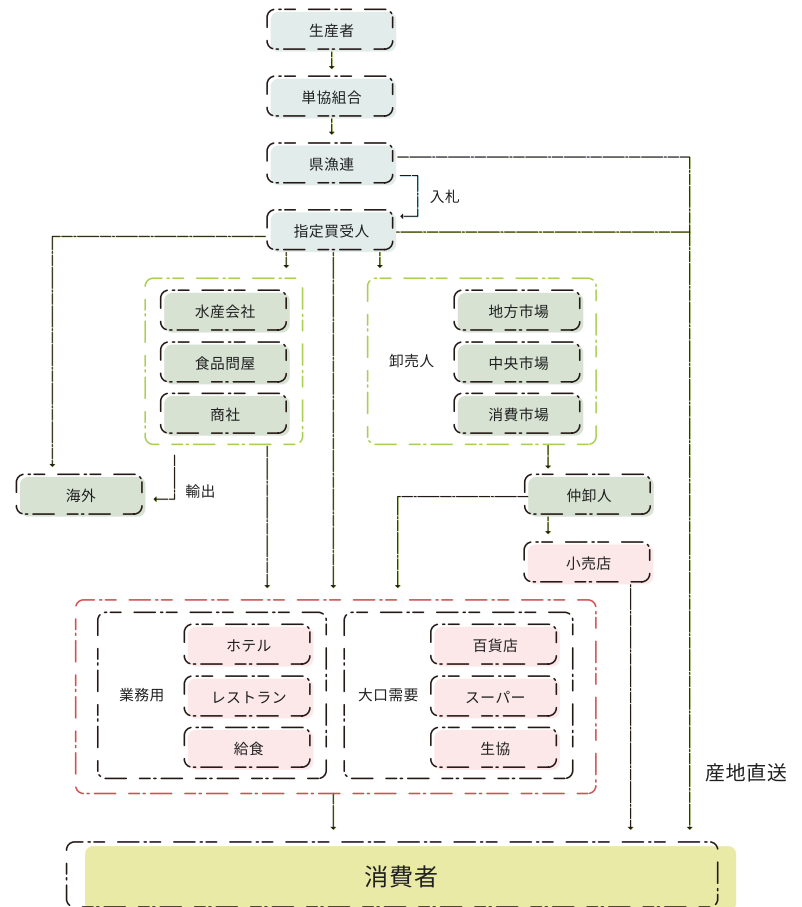 生産者
単協組合
県漁連
入札
指定買受人
水産会社
食品問屋
商社
卸売人
地方市場
中央市場
消費市場
海外
輸出
仲卸人
小売店
業務用
ホテル
レストラン
給食
大口需要
百貨店
スーパー
生協
産地直送
消費者